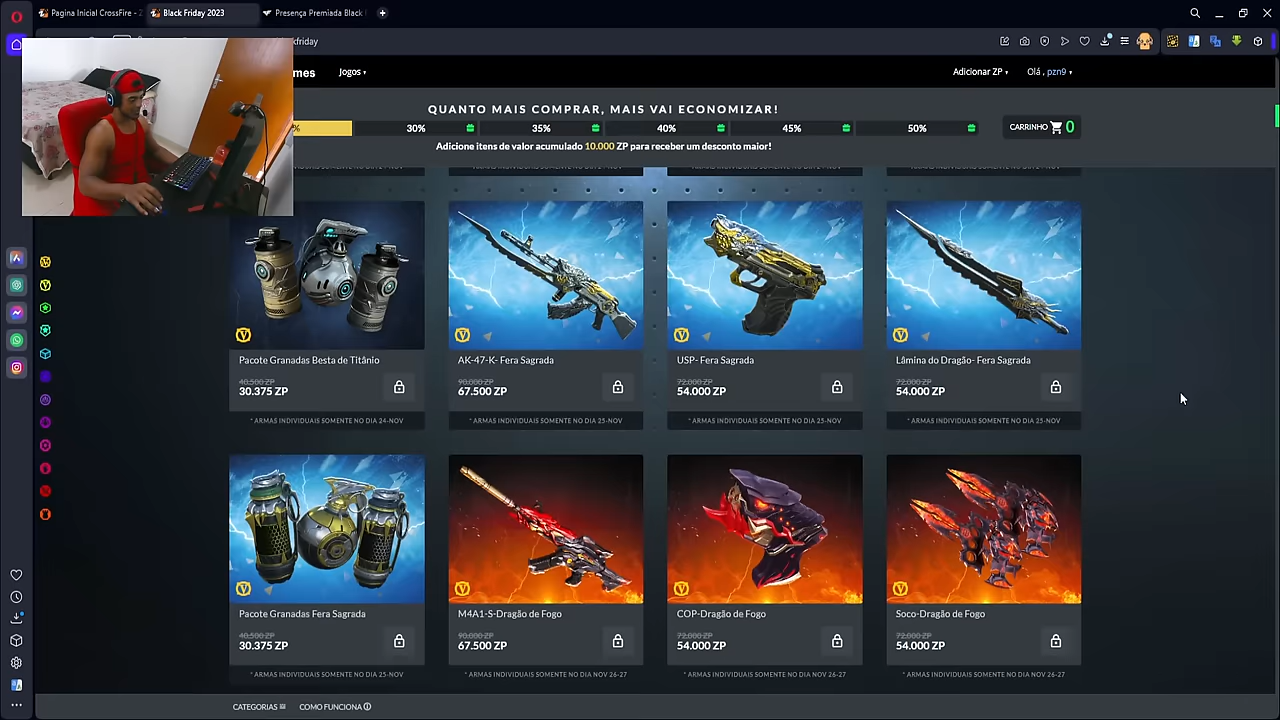 Pagina Inicial CrossFire - Z
Black Friday 2023
Presença Premiada Black
kfriday
mes
Jogos
Adicionar ZP
Olá , pzn9
QUANTO MAIS COMPRAR, MAIS VAI ECONOMIZAR!
%
30%
35%
40%
45%
50%
CARRINHO 0
Adicione itens de valor acumulado 10.000 ZP para receber um desconto maior!
Pacote Granadas Besta de Titânio
40.500 ZP
30.375 ZP
* ARMAS INDIVIDUAIS SOMENTE NO DIA 24-NOV
AK-47-K- Fera Sagrada
90.000 ZP
67.500 ZP
* ARMAS INDIVIDUAIS SOMENTE NO DIA 25-NOV
USP- Fera Sagrada
72.000 ZP
54.000 ZP
* ARMAS INDIVIDUAIS SOMENTE NO DIA 25-NOV
Lâmina do Dragão- Fera Sagrada
72.000 ZP
54.000 ZP
* ARMAS INDIVIDUAIS SOMENTE NO DIA 25-NOV
Pacote Granadas Fera Sagrada
40.500 ZP
30.375 ZP
* ARMAS INDIVIDUAIS SOMENTE NO DIA 25-NOV
M4A1-S-Dragão de Fogo
90.000 ZP
67.500 ZP
* ARMAS INDIVIDUAIS SOMENTE NO DIA NOV 26-27
COP-Dragão de Fogo
72.000 ZP
54.000 ZP
* ARMAS INDIVIDUAIS SOMENTE NO DIA NOV 26-27
Soco-Dragão de Fogo
72.000 ZP
54.000 ZP
* ARMAS INDIVIDUAIS SOMENTE NO DIA NOV 26-27
CATEGORIAS
COMO FUNCIONA